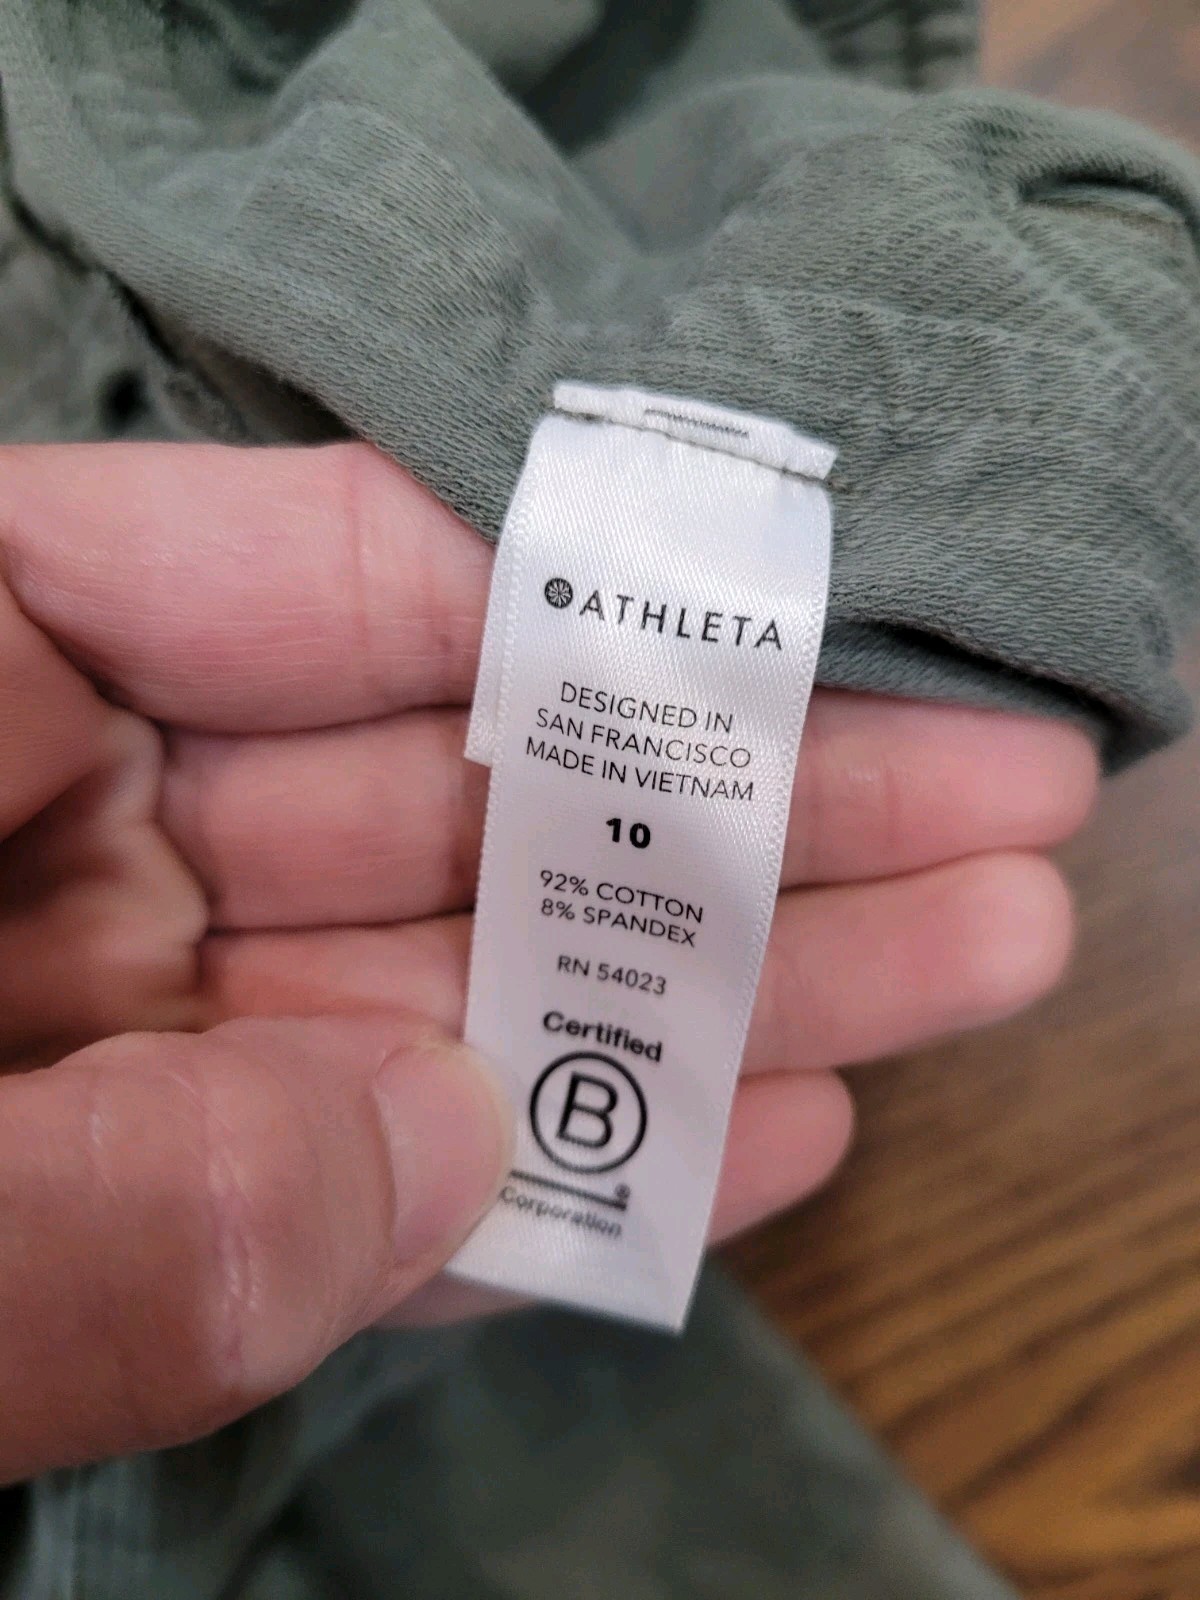 ATHLETA
DESIGNED IN
SAN FRANCISCO
MADE IN VIETNAM
10
92% COTTON
8% SPANDEX
RN 54023
Certified
B
®
Corporation